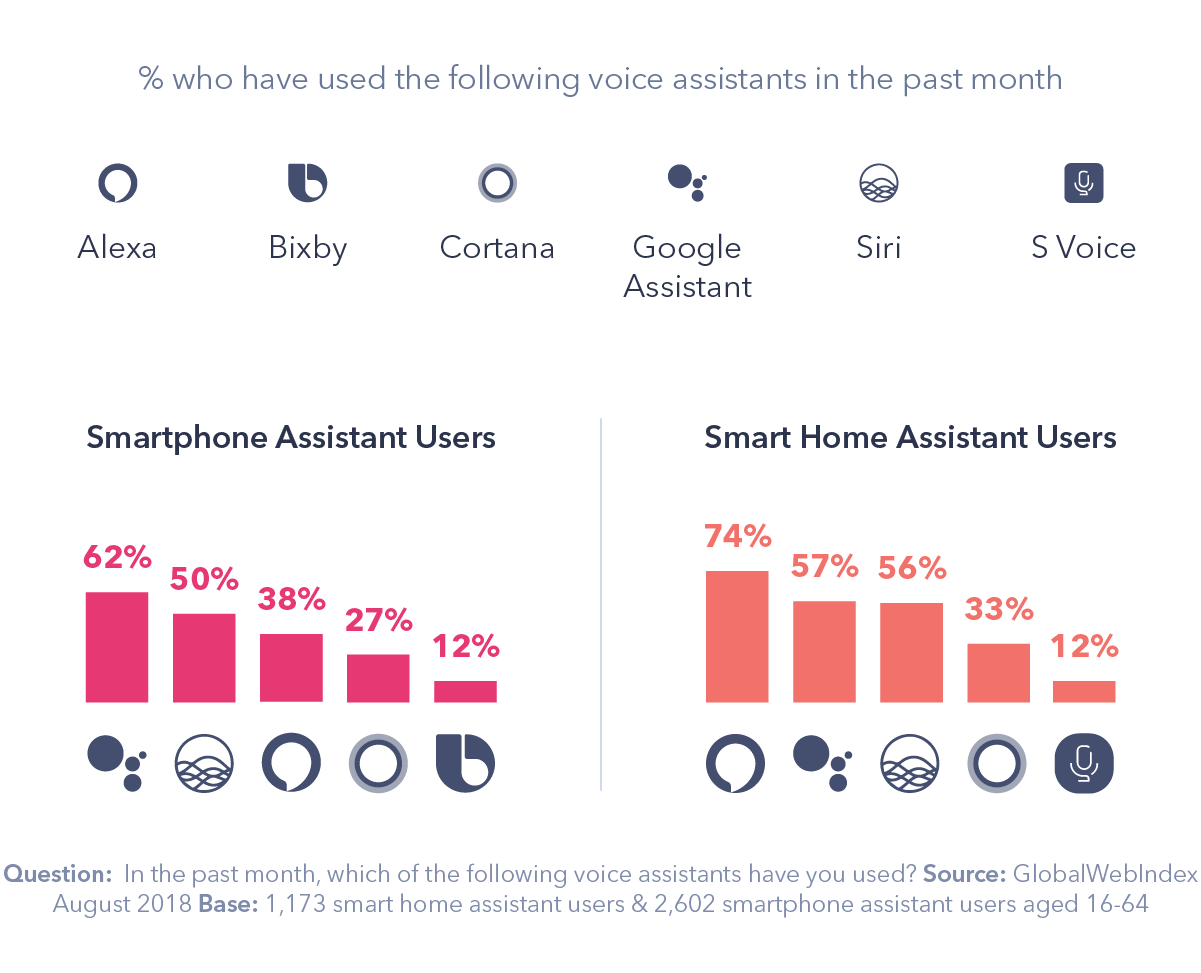 % who have used the following voice assistants in the past month
Alexa
Bixby
Cortana
Google
Assistant
Siri
S Voice
Smartphone Assistant Users
62%
50%
38%
27%
12%
Smart Home Assistant Users
74%
57%
56%
33%
12%
Question: In the past month, which of the following voice assistants have you used? Source: GlobalWebIndex
August 2018 Base: 1,173 smart home assistant users & 2,602 smartphone assistant users aged 16-64